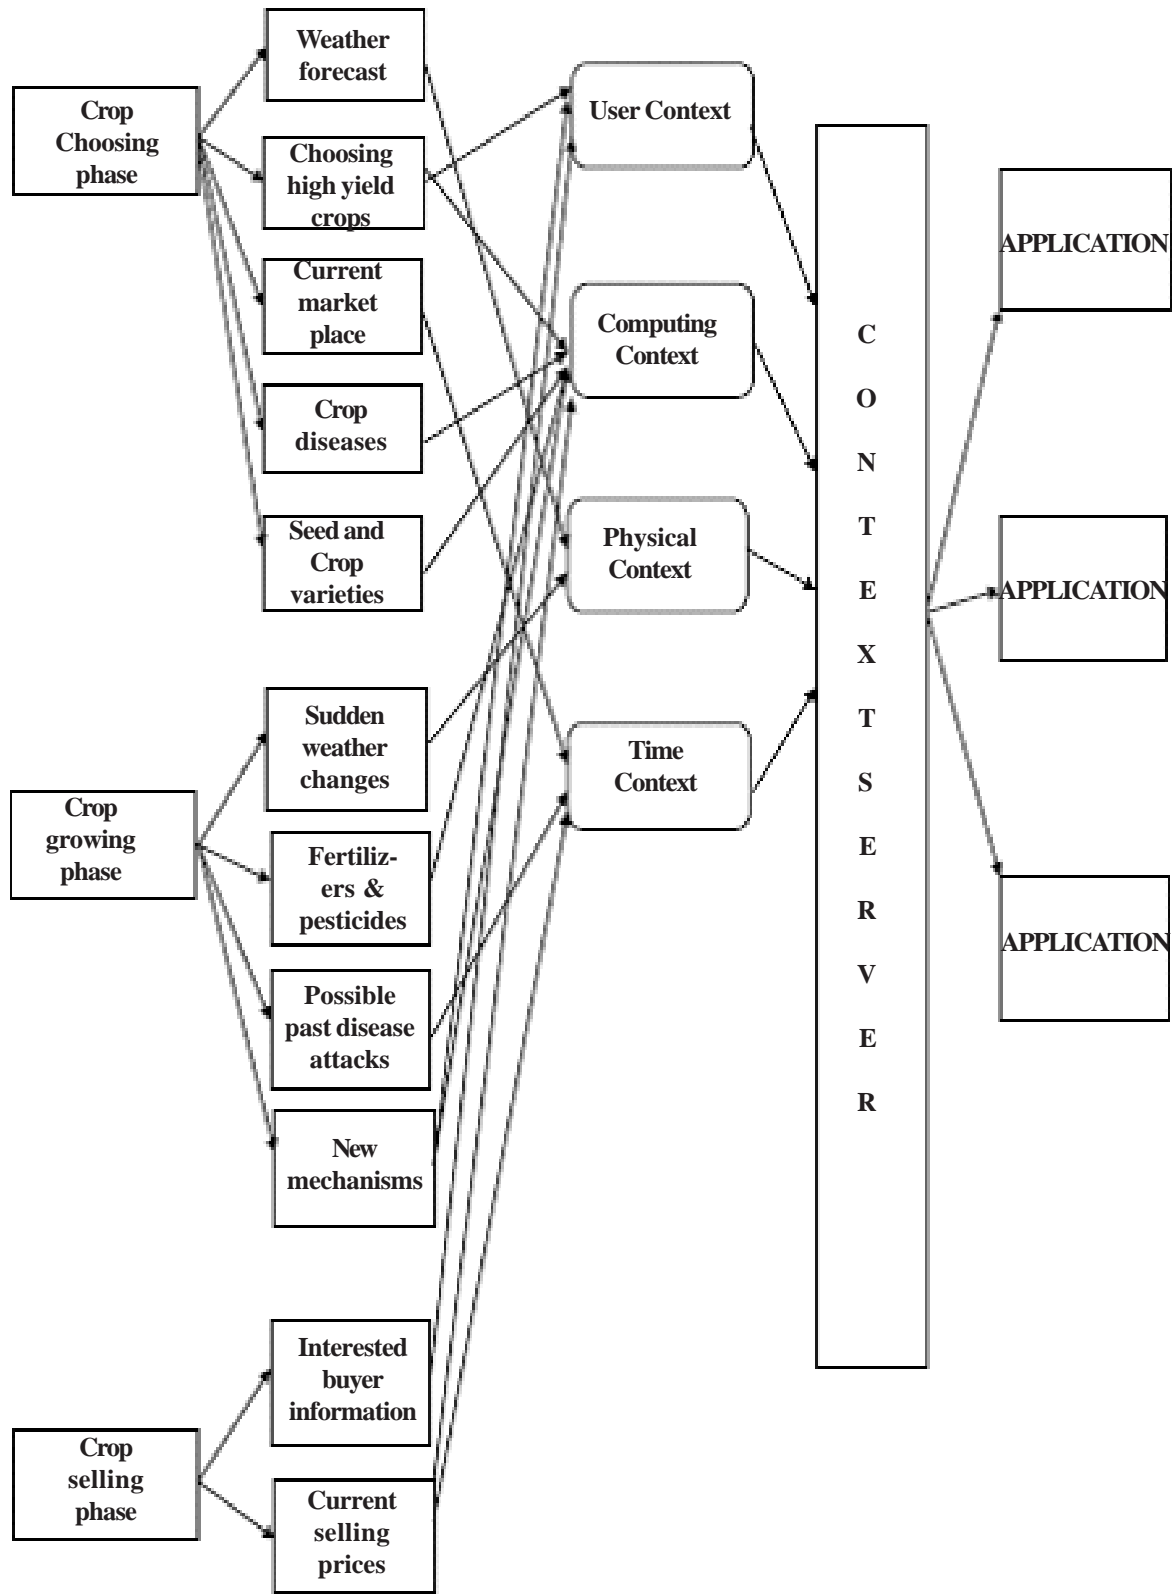 Weather
forecast
Crop
Choosing
phase
Choosing
high yield
crops
Current
market
place
Crop
diseases
Seed and
Crop
varieties
Sudden
weather
changes
Crop
growing
phase
Fertiliz-
ers &
pesticides
Possible
past disease
attacks
New
mechanisms
Interested
buyer
information
Crop
selling
phase
Current
selling
prices
User Context
Computing
Context
Physical
Context
Time
Context
C
O
N
T
E
X
T
S
E
R
V
E
R
APPLICATION
APPLICATION
APPLICATION